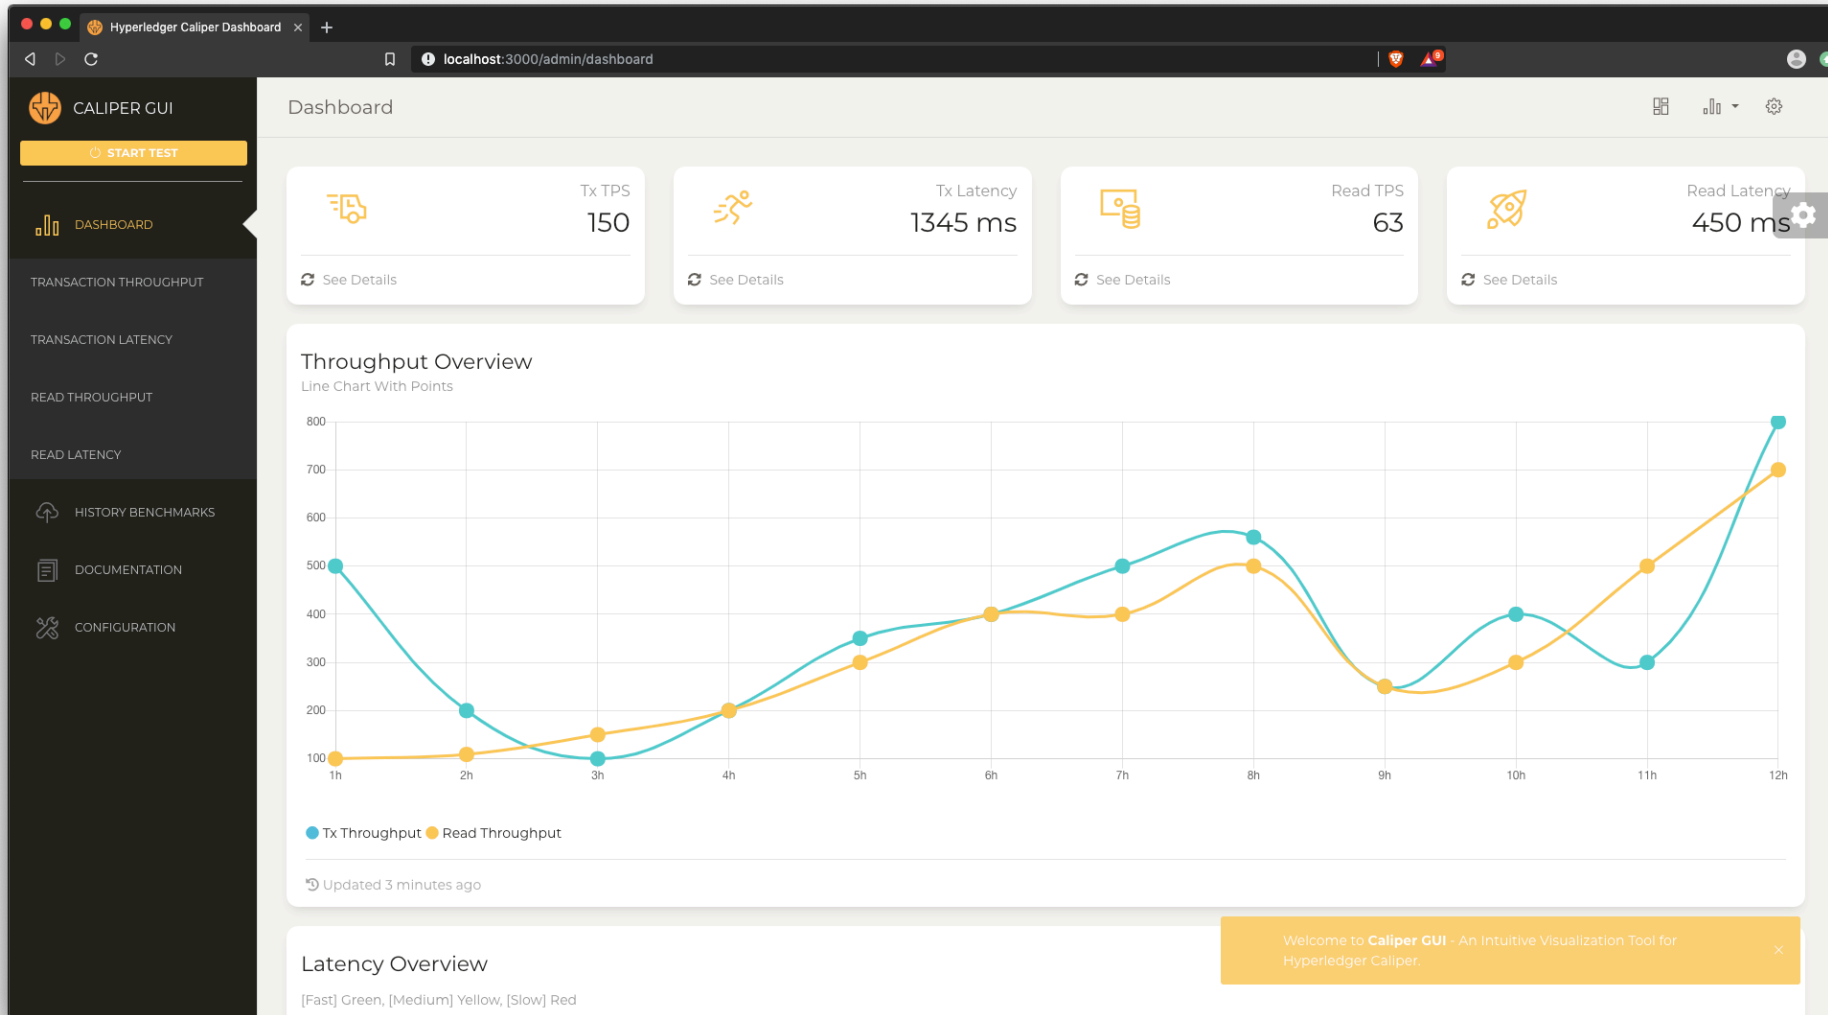 Hyperledger Caliper Dashboard
localhost:3000/admin/dashboard
9
CALIPER GUI
START TEST
DASHBOARD
TRANSACTION THROUGHPUT
TRANSACTION LATENCY
READ THROUGHPUT
READ LATENCY
HISTORY BENCHMARKS
DOCUMENTATION
CONFIGURATION
Dashboard
Tx TPS
150
See Details
Tx Latency
1345 ms
See Details
Read TPS
63
See Details
Read Latency
450 ms
See Details
Throughput Overview
Line Chart With Points
800
700
600
500
400
300
200
100
1h 2h 3h 4h 5h 6h 7h 8h 9h 10h 11h 12h
Tx Throughput Read Throughput
Updated 3 minutes ago
Latency Overview
[Fast] Green, [Medium] Yellow, [Slow] Red
Welcome to Caliper GUI - An Intuitive Visualization Tool for
Hyperledger Caliper.